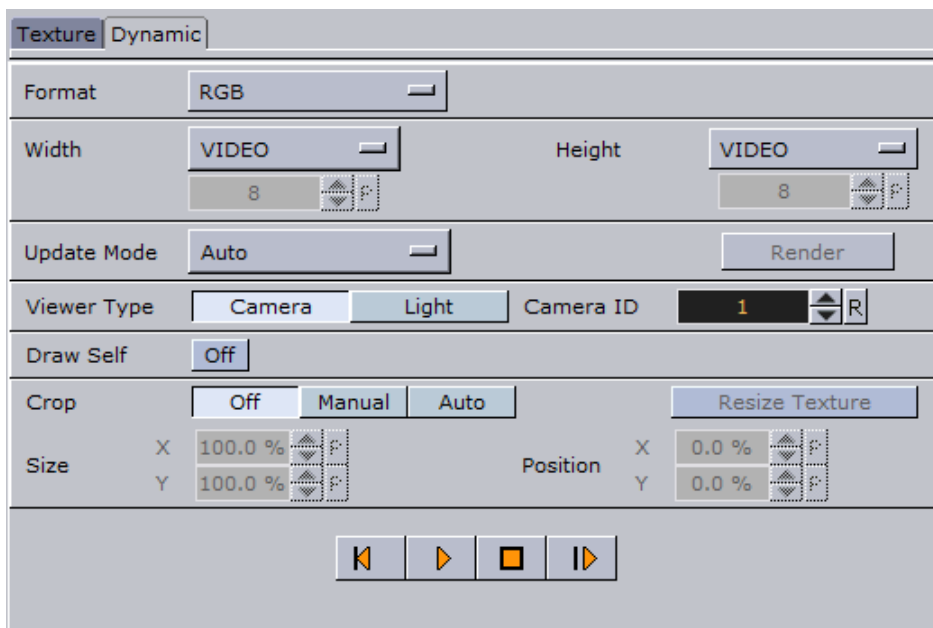 Texture Dynamic
Format RGB
Width VIDEO Height VIDEO
8 8
Update Mode Auto Render
Viewer Type Camera Light Camera ID 1 R
Draw Self Off
Crop Off Manual Auto Resize Texture
X 100.0 % X 0.0 %
Size Position
Y 100.0 % Y 0.0 %